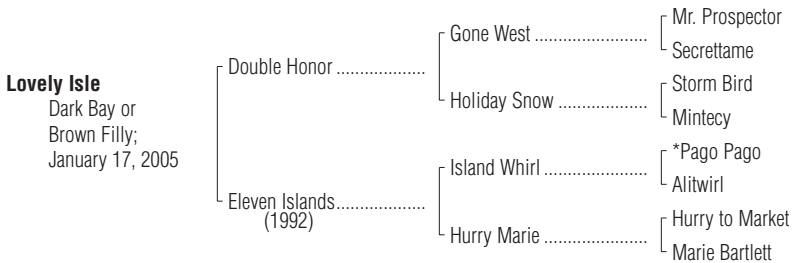 Lovely Isle
Dark Bay or
Brown Filly;
January 17, 2005
Double Honor ...................
Eleven Islands...................
(1992)
Gone West ........................
Holiday Snow ...................
Island Whirl ......................
Hurry Marie ......................
Mr. Prospector
Secrettame
Storm Bird
Mintecy
*Pago Pago
Alitwirl
Hurry to Market
Marie Bartlett